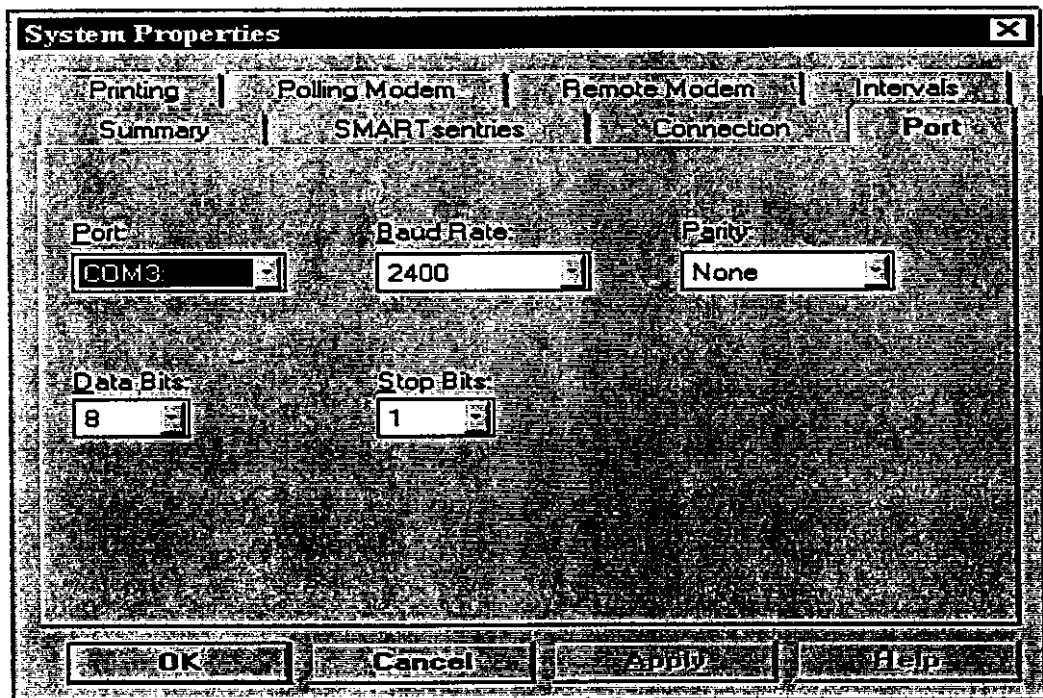 System Properties
Printing Polling Modem Remote Modem Intervals
Summary SMARTsentries Connection Port
Port: Baud Rate: Parity:
COM3: 2400 None
Data Bits: Stop Bits:
8 1
OK Cancel Apply Help